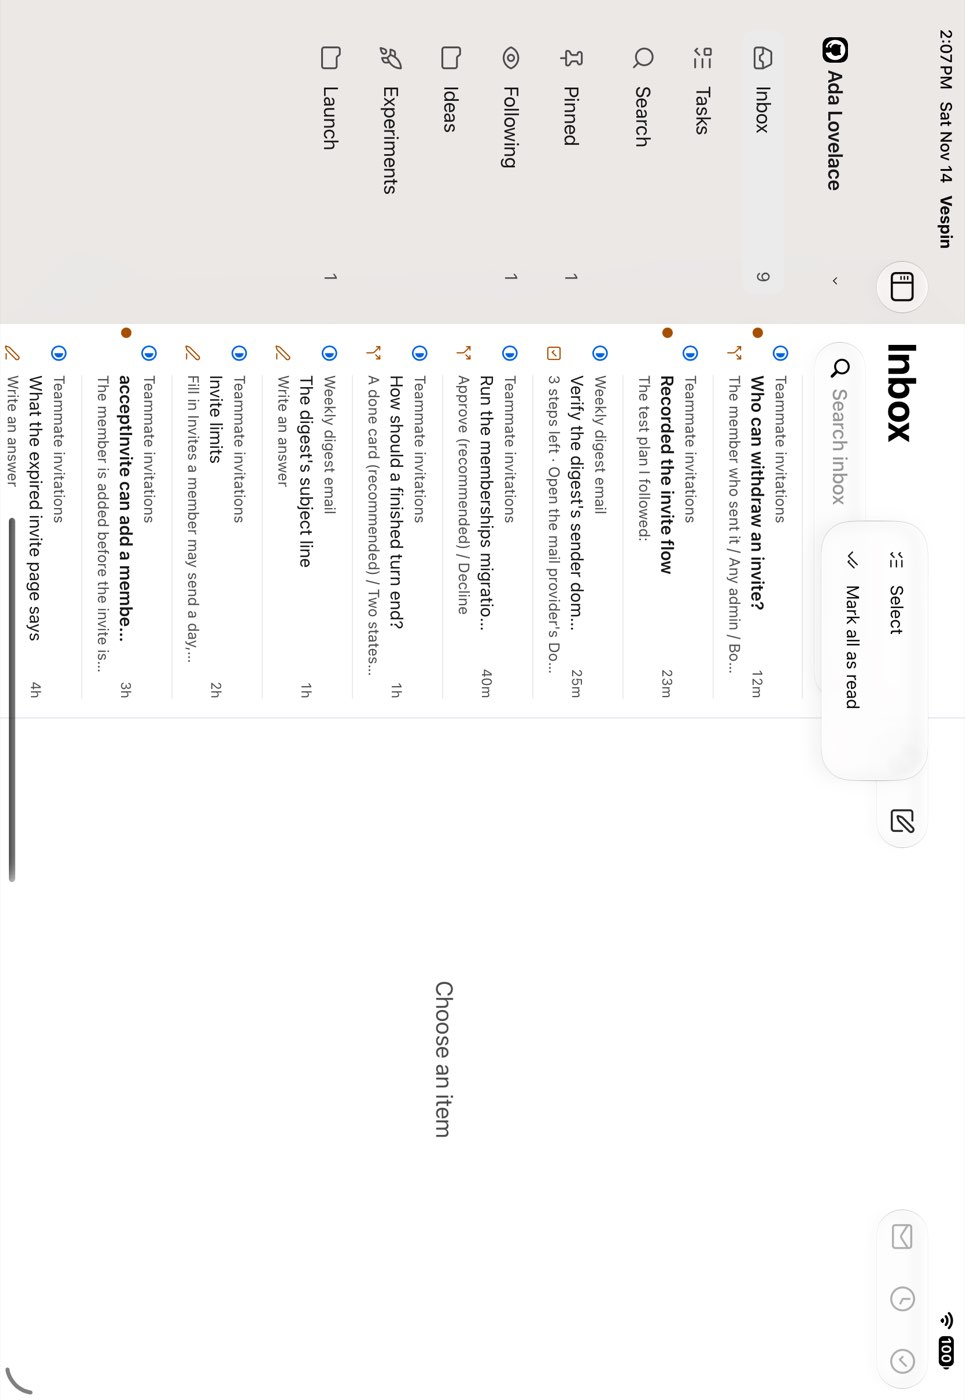 2:07 PM Sat Nov 14 Vespin
100
Ada Lovelace
Inbox 9
Tasks
Search
Pinned 1
Following 1
Ideas
Experiments
Launch 1
Inbox
Select
Mark all as read
Search inbox
Teammate invitations
Who can withdraw an invite? 12m
The member who sent it / Any admin / Bo...
Teammate invitations
Recorded the invite flow 23m
The test plan I followed:
Weekly digest email
Verify the digest's sender dom... 25m
3 steps left · Open the mail provider's Do...
Teammate invitations
Run the memberships migratio... 40m
Approve (recommended) / Decline
Teammate invitations
How should a finished turn end? 1h
A done card (recommended) / Two states...
Weekly digest email
The digest's subject line 1h
Write an answer
Teammate invitations
Invite limits 2h
Fill in Invites a member may send a day,...
Teammate invitations
acceptInvite can add a membe... 3h
The member is added before the invite is...
Teammate invitations
What the expired invite page says 4h
Write an answer
Choose an item